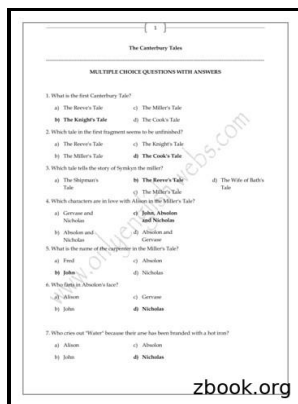 1
The Canterbury Tales
MULTIPLE CHOICE QUESTIONS WITH ANSWERS
1. What is the first Canterbury Tale?
a) The Reeve's Tale c) The Miller's Tale
b) The Knight's Tale d) The Cook's Tale
2. Which tale in the first fragment seems to be unfinished?
a) The Reeve's Tale c) The Knight's Tale
b) The Miller's Tale d) The Cook's Tale
3. Which tale tells the story of Symkyn the miller?
a) The Shipman's b) The Reeve's Tale d) The Wife of Bath's
Tale c) The Miller's Tale Tale
4. Which characters are in love with Alison in the Miller's Tale?
a) Gervase and c) John, Absolon
Nicholas and Nicholas
b) Absolon and d) Absolon and
Nicholas Gervase
5. What is the name of the carpenter in the Miller's Tale?
a) Fred c) Absolon
b) John d) Nicholas
6. Who farts in Absolon's face?
a) Alison c) Gervase
b) John d) Nicholas
7. Who cries out "Water" because their arse has been branded with a hot iron?
a) Alison c) Absolon
b) John d) Nicholas
zbook.org